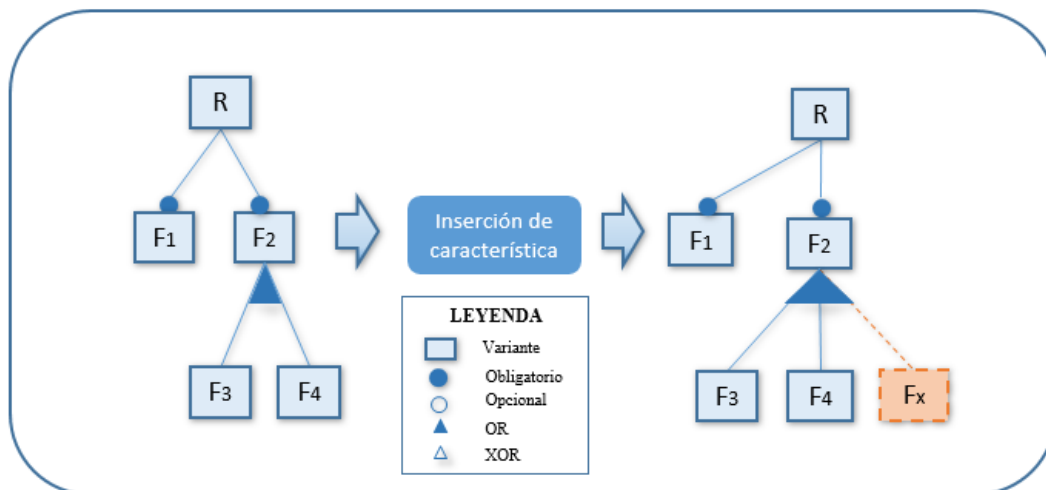 R
F1
F2
F3
F4
Inserción de
característica
LEYENDA
Variante
Obligatorio
Opcional
OR
XOR
R
F1
F2
F3
F4
Fx